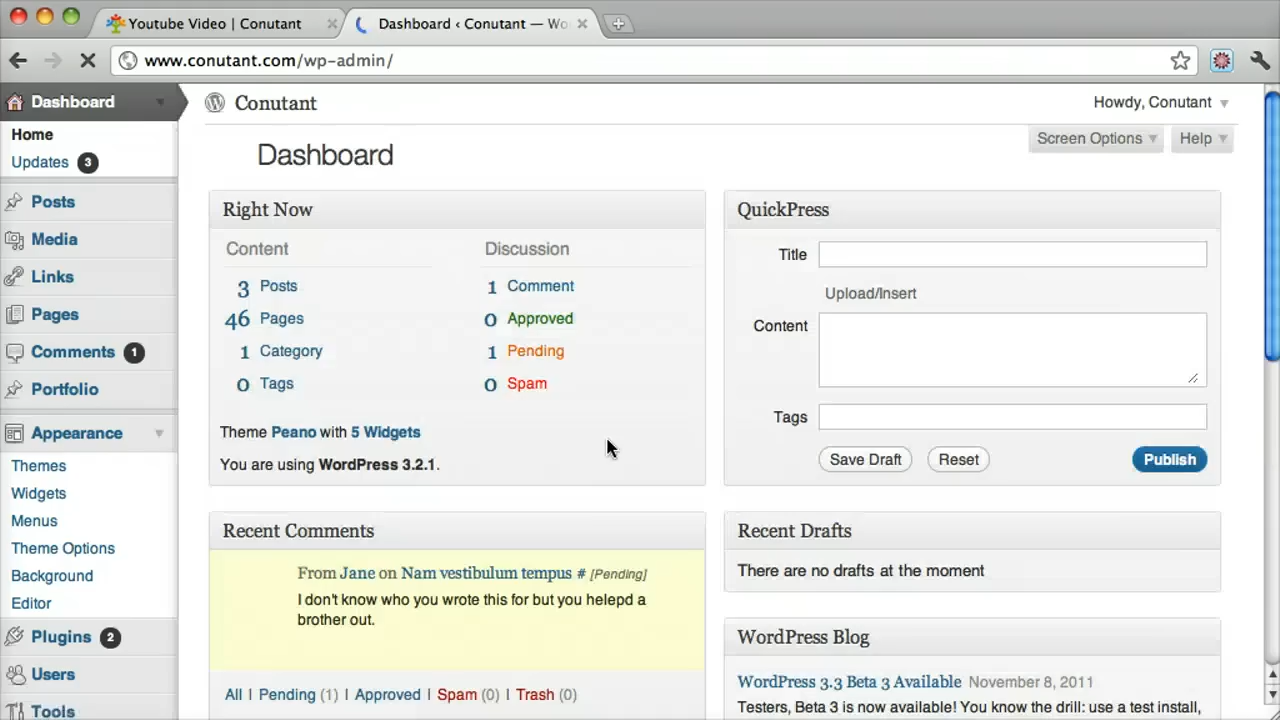 Youtube Video | Conutant
Dashboard ‹ Conutant — Wo
www.conutant.com/wp-admin/
Dashboard
Home
Updates 3
Posts
Media
Links
Pages
Comments 1
Portfolio
Appearance
Themes
Widgets
Menus
Theme Options
Background
Editor
Plugins 2
Users
Tools
Conutant
Howdy, Conutant
Screen Options
Help
Dashboard
Right Now
Content
Discussion
3 Posts
1 Comment
46 Pages
0 Approved
1 Category
1 Pending
0 Tags
0 Spam
Theme Peano with 5 Widgets
You are using WordPress 3.2.1.
QuickPress
Title
Upload/Insert
Content
Tags
Save Draft
Reset
Publish
Recent Comments
From Jane on Nam vestibulum tempus # [Pending]
I don't know who you wrote this for but you helepd a
brother out.
All | Pending (1) | Approved | Spam (0) | Trash (0)
Recent Drafts
There are no drafts at the moment
WordPress Blog
WordPress 3.3 Beta 3 Available November 8, 2011
Testers, Beta 3 is now available! You know the drill: use a test install,